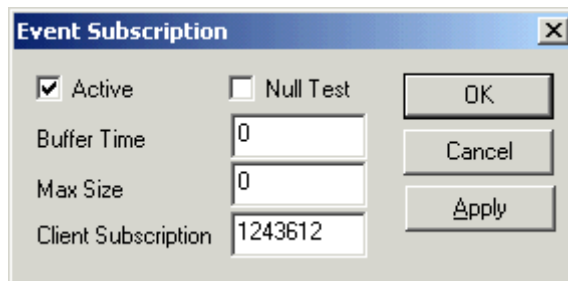 Event Subscription
Active
Null Test
OK
Buffer Time
0
Cancel
Max Size
0
Apply
Client Subscription
1243612